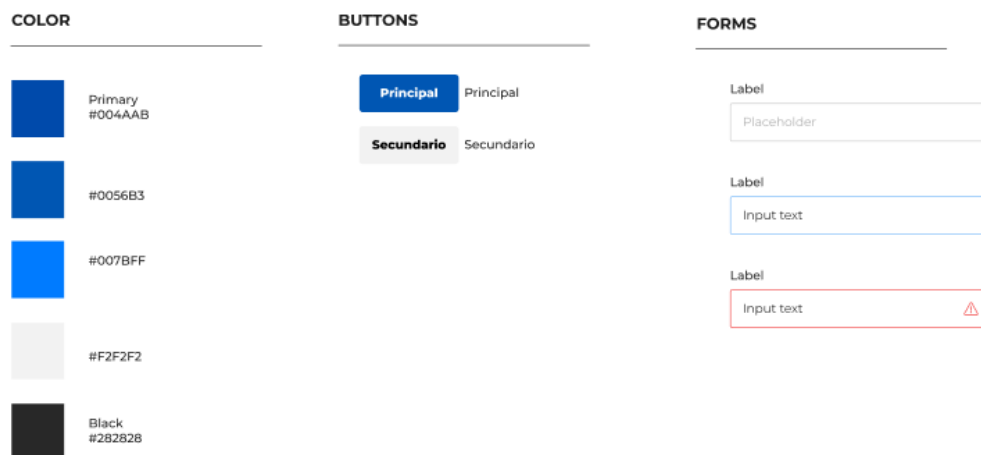 COLOR
Primary
#004AAB
#0056B3
#007BFF
#F2F2F2
Black
#282828
BUTTONS
Principal Principal
Secundario Secundario
FORMS
Label
Placeholder
Label
Input text
Label
Input text